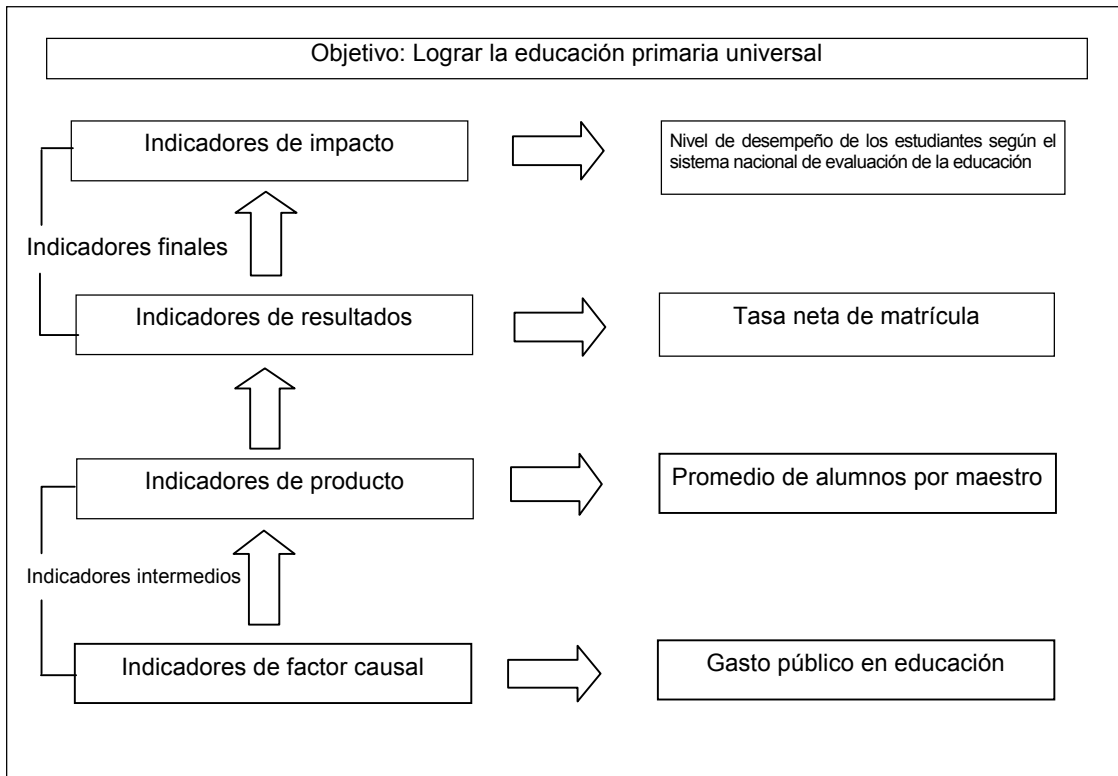 Objetivo: Lograr la educación primaria universal
Indicadores de impacto
Nivel de desempeño de los estudiantes según el
sistema nacional de evaluación de la educación
Indicadores finales
Indicadores de resultados
Tasa neta de matrícula
Indicadores de producto
Promedio de alumnos por maestro
Indicadores intermedios
Indicadores de factor causal
Gasto público en educación